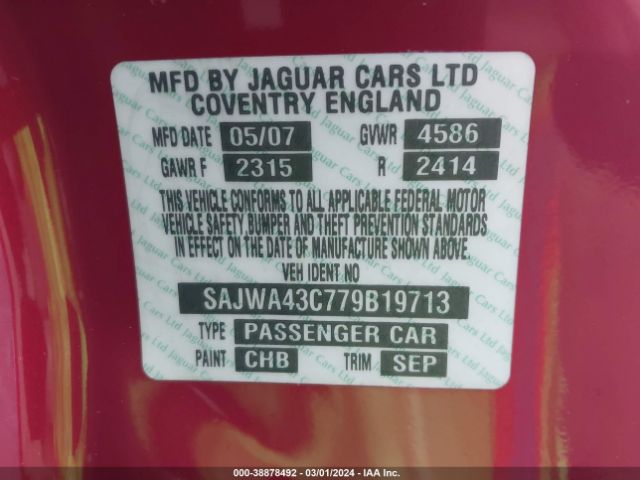 MFD BY JAGUAR CARS LTD
COVENTRY ENGLAND
MFD DATE 05/07 GVWR 4586
GAWR F 2315 R 2414
THIS VEHICLE CONFORMS TO ALL APPLICABLE FEDERAL MOTOR
VEHICLE SAFETY,BUMPER AND THEFT PREVENTION STANDARDS
IN EFFECT ON THE DATE OF MANUFACTURE SHOWN ABOVE.
VEH IDENT NO
SAJWA43C779B19713
TYPE PASSENGER CAR
PAINT CHB TRIM SEP
000-38878492 - 03/01/2024 - IAA Inc.